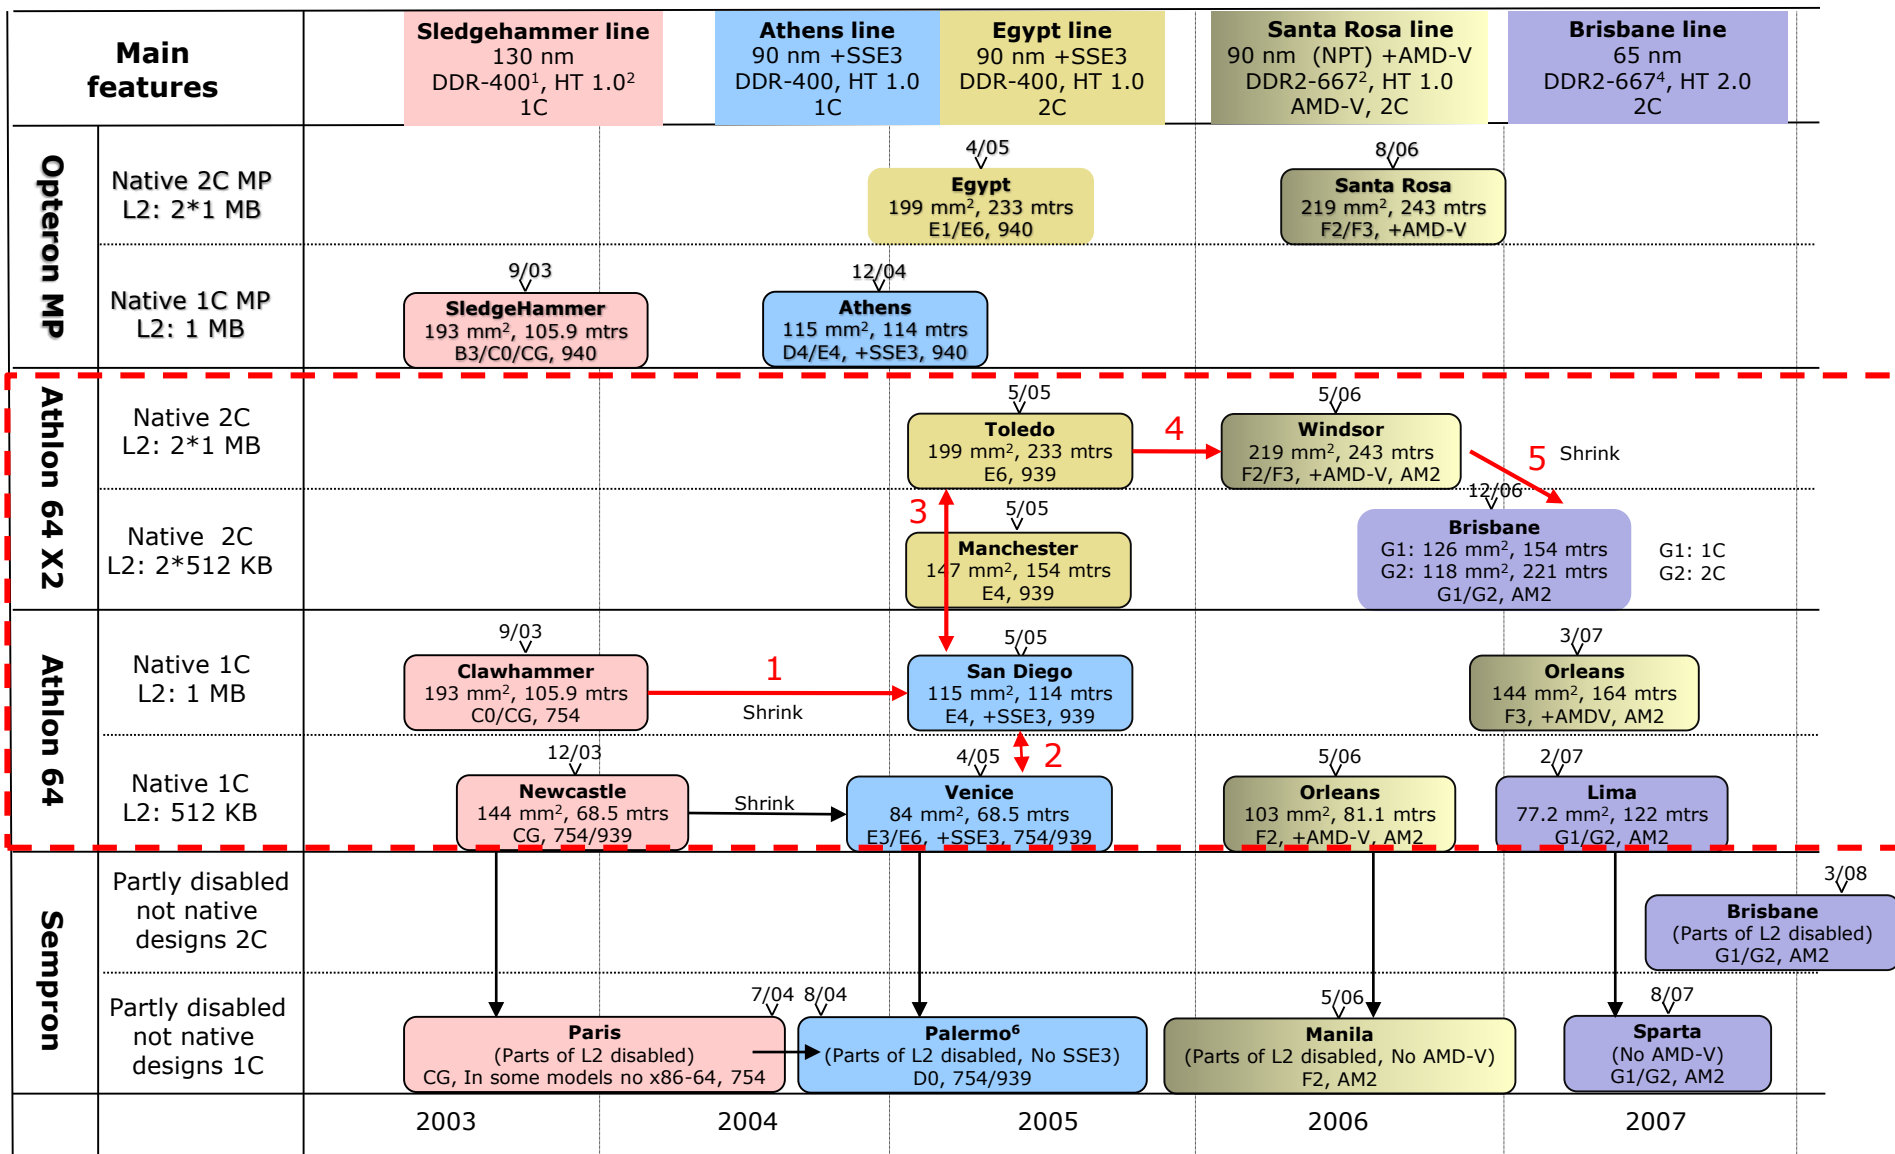 Main
features
Sledgehammer line
130 nm
DDR-400¹, HT 1.0²
1C
Athens line
90 nm +SSE3
DDR-400, HT 1.0
1C
Egypt line
90 nm +SSE3
DDR-400, HT 1.0
2C
Santa Rosa line
90 nm (NPT) +AMD-V
DDR2-667², HT 1.0
AMD-V, 2C
Brisbane line
65 nm
DDR2-667⁴, HT 2.0
2C
Opteron MP
Native 2C MP
L2: 2*1 MB
4/05
Egypt
199 mm², 233 mtrs
E1/E6, 940
8/06
Santa Rosa
219 mm², 243 mtrs
F2/F3, +AMD-V
Native 1C MP
L2: 1 MB
9/03
SledgeHammer
193 mm², 105.9 mtrs
B3/C0/CG, 940
12/04
Athens
115 mm², 114 mtrs
D4/E4, +SSE3, 940
Athlon 64 X2
Native 2C
L2: 2*1 MB
5/05
Toledo
199 mm², 233 mtrs
E6, 939
4
5/06
Windsor
219 mm², 243 mtrs
F2/F3, +AMD-V, AM2
5
Shrink
Native 2C
L2: 2*512 KB
3
5/05
Manchester
147 mm², 154 mtrs
E4, 939
12/06
Brisbane
G1: 126 mm², 154 mtrs
G2: 118 mm², 221 mtrs
G1/G2, AM2
G1: 1C
G2: 2C
Athlon 64
Native 1C
L2: 1 MB
9/03
Clawhammer
193 mm², 105.9 mtrs
C0/CG, 754
1
Shrink
5/05
San Diego
115 mm², 114 mtrs
E4, +SSE3, 939
3/07
Orleans
144 mm², 164 mtrs
F3, +AMDV, AM2
Native 1C
L2: 512 KB
12/03
Newcastle
144 mm², 68.5 mtrs
CG, 754/939
Shrink
2
4/05
Venice
84 mm², 68.5 mtrs
E3/E6, +SSE3, 754/939
5/06
Orleans
103 mm², 81.1 mtrs
F2, +AMD-V, AM2
2/07
Lima
77.2 mm², 122 mtrs
G1/G2, AM2
Sempron
Partly disabled
not native
designs 2C
3/08
Brisbane
(Parts of L2 disabled)
G1/G2, AM2
Partly disabled
not native
designs 1C
7/04
Paris
(Parts of L2 disabled)
CG, In some models no x86-64, 754
8/04
Palermo⁶
(Parts of L2 disabled, No SSE3)
D0, 754/939
5/06
Manila
(Parts of L2 disabled, No AMD-V)
F2, AM2
8/07
Sparta
(No AMD-V)
G1/G2, AM2
2003
2004
2005
2006
2007